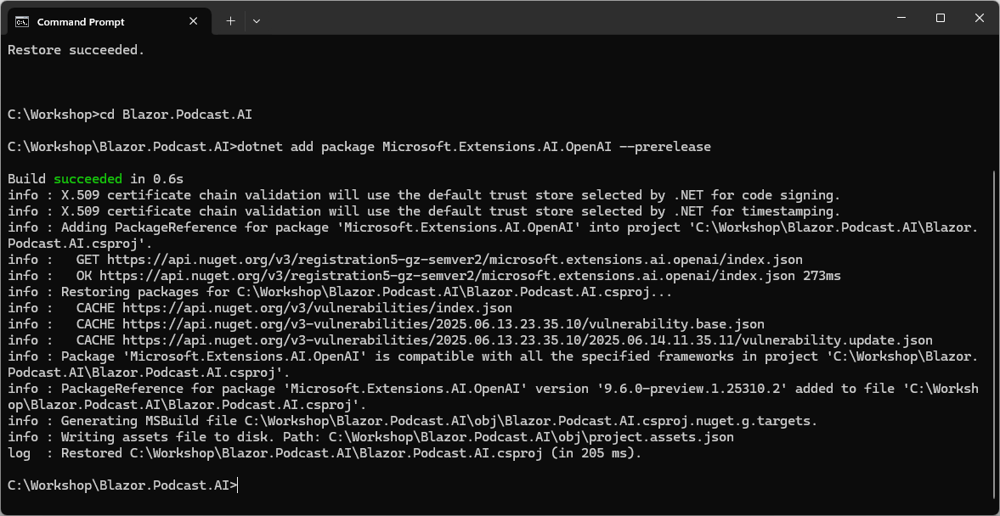 Command Prompt
Restore succeeded.
C:\Workshop>cd Blazor.Podcast.AI
C:\Workshop\Blazor.Podcast.AI>dotnet add package Microsoft.Extensions.AI.OpenAI --prerelease
Build succeeded in 0.6s
info : X.509 certificate chain validation will use the default trust store selected by .NET for code signing.
info : X.509 certificate chain validation will use the default trust store selected by .NET for timestamping.
info : Adding PackageReference for package 'Microsoft.Extensions.AI.OpenAI' into project 'C:\Workshop\Blazor.Podcast.AI\Blazor.
Podcast.AI.csproj'.
info :   GET https://api.nuget.org/v3/registration5-gz-semver2/microsoft.extensions.ai.openai/index.json
info :   OK https://api.nuget.org/v3/registration5-gz-semver2/microsoft.extensions.ai.openai/index.json 273ms
info : Restoring packages for C:\Workshop\Blazor.Podcast.AI\Blazor.Podcast.AI.csproj...
info :   CACHE https://api.nuget.org/v3/vulnerabilities/index.json
info :   CACHE https://api.nuget.org/v3-vulnerabilities/2025.06.13.23.35.10/vulnerability.base.json
info :   CACHE https://api.nuget.org/v3-vulnerabilities/2025.06.13.23.35.10/2025.06.14.11.35.11/vulnerability.update.json
info : Package 'Microsoft.Extensions.AI.OpenAI' is compatible with all the specified frameworks in project 'C:\Workshop\Blazor.
Podcast.AI\Blazor.Podcast.AI.csproj'.
info : PackageReference for package 'Microsoft.Extensions.AI.OpenAI' version '9.6.0-preview.1.25310.2' added to file 'C:\Worksh
op\Blazor.Podcast.AI\Blazor.Podcast.AI.csproj'.
info : Generating MSBuild file C:\Workshop\Blazor.Podcast.AI\obj\Blazor.Podcast.AI.csproj.nuget.g.targets.
info : Writing assets file to disk. Path: C:\Workshop\Blazor.Podcast.AI\obj\project.assets.json
log  : Restored C:\Workshop\Blazor.Podcast.AI\Blazor.Podcast.AI.csproj (in 205 ms).
C:\Workshop\Blazor.Podcast.AI>